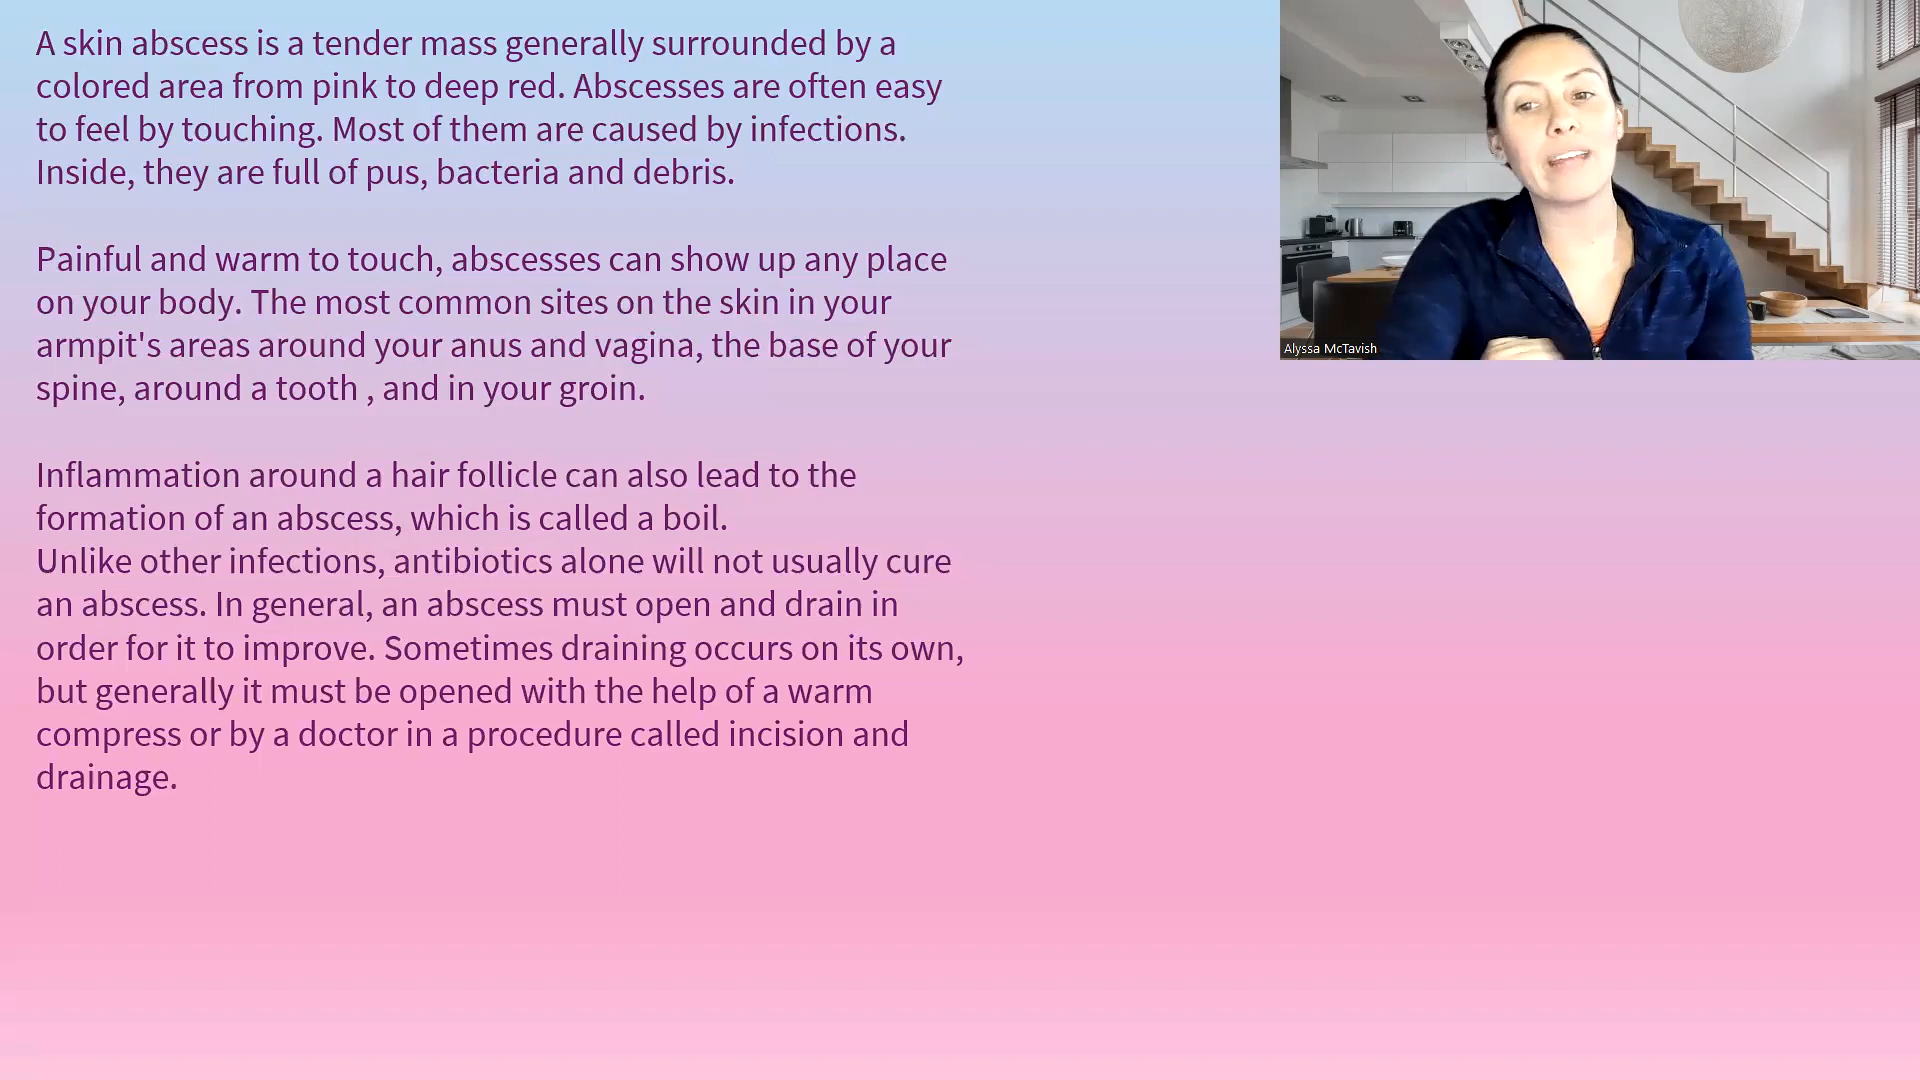 A skin abscess is a tender mass generally surrounded by a
colored area from pink to deep red. Abscesses are often easy
to feel by touching. Most of them are caused by infections.
Inside, they are full of pus, bacteria and debris.
Painful and warm to touch, abscesses can show up any place
on your body. The most common sites on the skin in your
armpit's areas around your anus and vagina, the base of your
spine, around a tooth , and in your groin.
Inflammation around a hair follicle can also lead to the
formation of an abscess, which is called a boil.
Unlike other infections, antibiotics alone will not usually cure
an abscess. In general, an abscess must open and drain in
order for it to improve. Sometimes draining occurs on its own,
but generally it must be opened with the help of a warm
compress or by a doctor in a procedure called incision and
drainage.
Alyssa McTavish